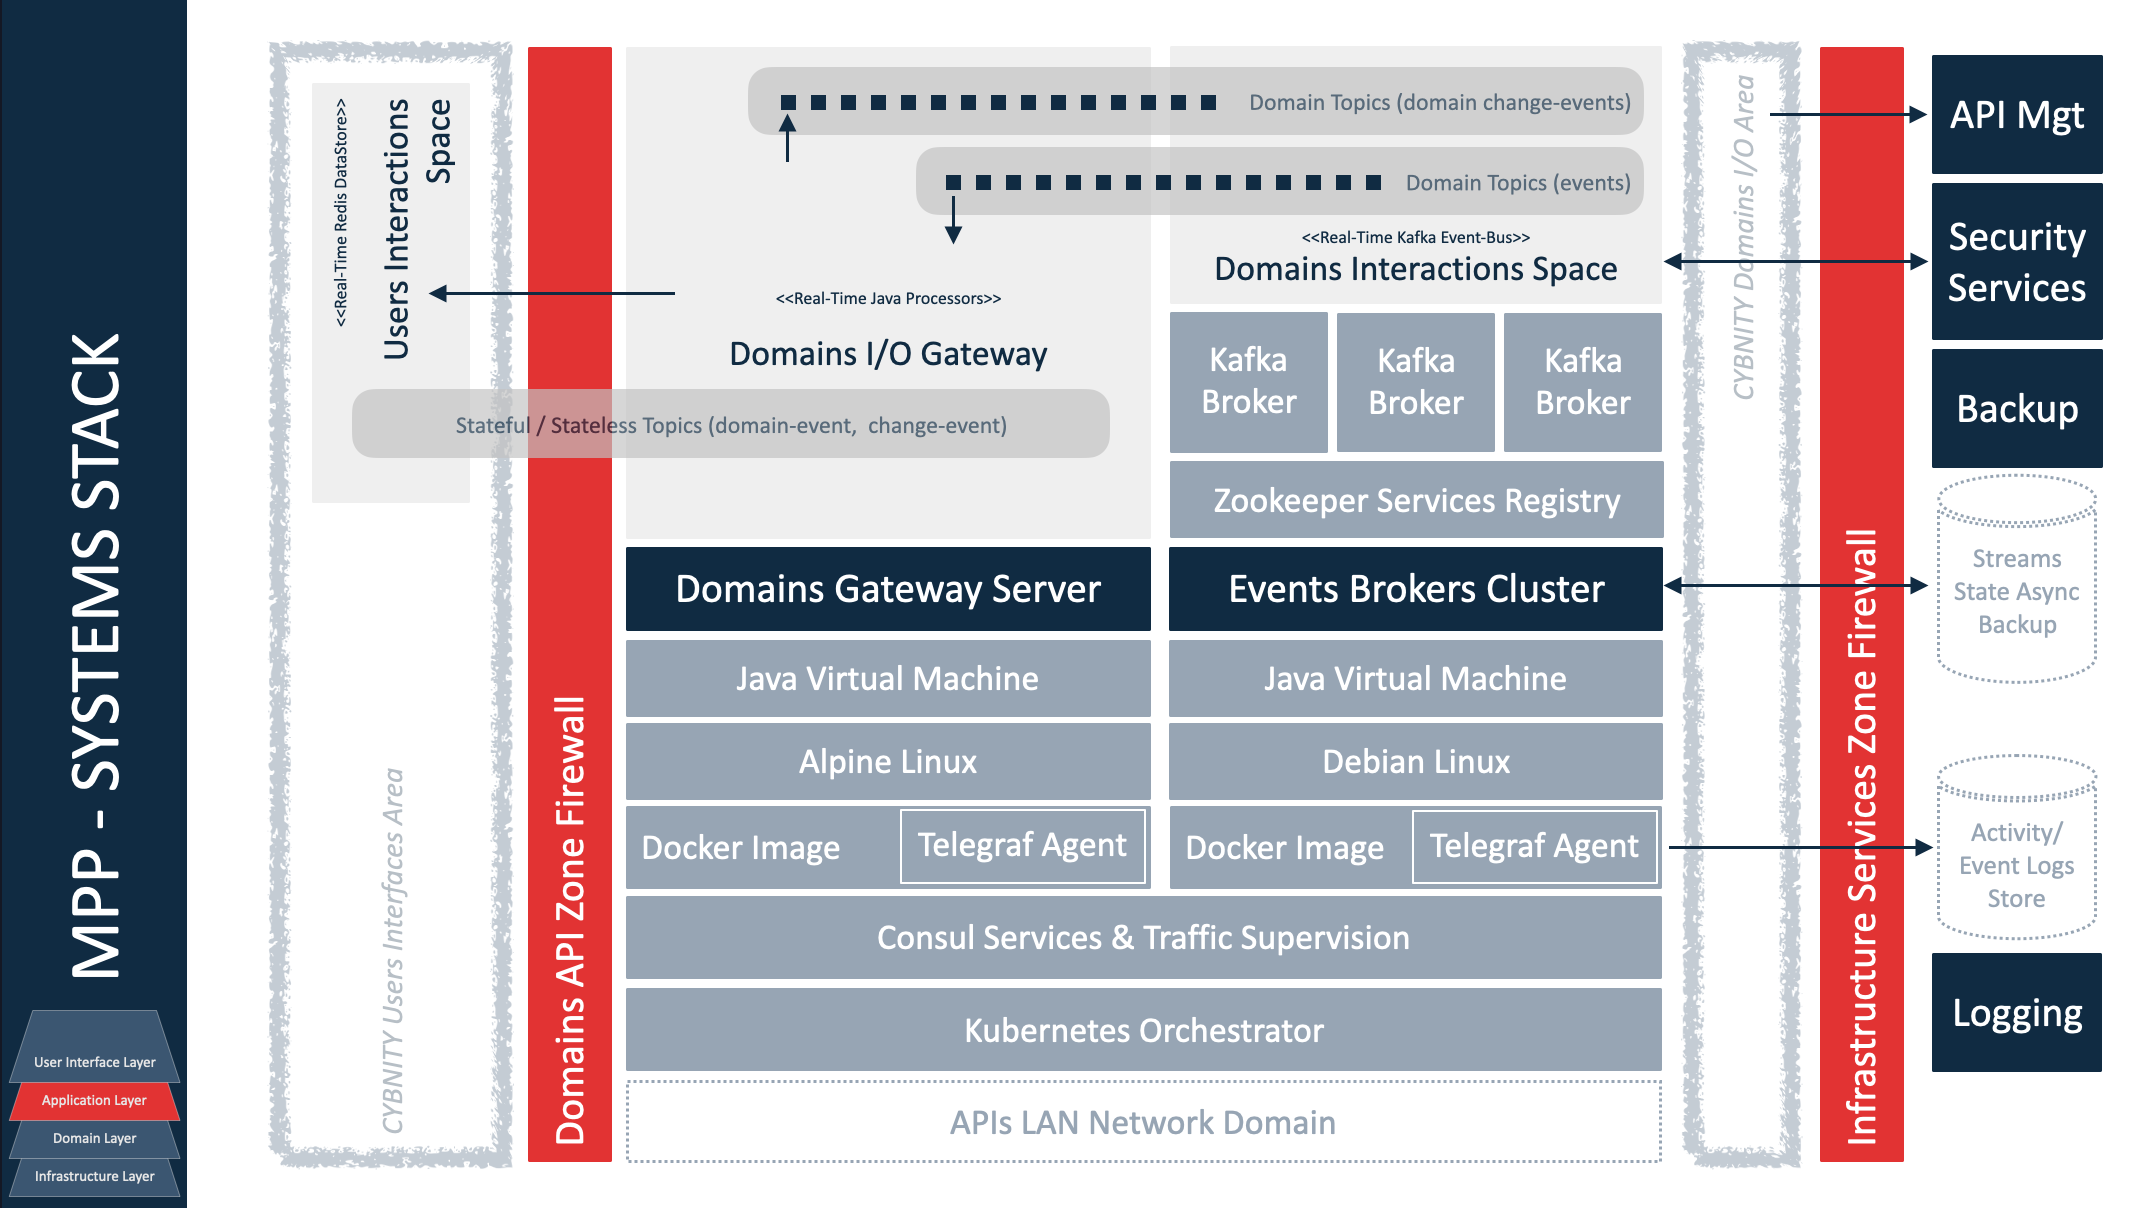 MPP - SYSTEMS STACK
User Interface Layer
Application Layer
Domain Layer
Infrastructure Layer
<<Real-Time Redis DataStore>>
Users Interactions
Space
CYBNITY Users Interfaces Area
Domains API Zone Firewall
Domain Topics (domain change-events)
Domain Topics (events)
<<Real-Time Kafka Event-Bus>>
Domains Interactions Space
<<Real-Time Java Processors>>
Domains I/O Gateway
Stateful / Stateless Topics (domain-event, change-event)
Kafka
Broker
Kafka
Broker
Kafka
Broker
Zookeeper Services Registry
Domains Gateway Server
Events Brokers Cluster
Java Virtual Machine
Java Virtual Machine
Alpine Linux
Debian Linux
Docker Image
Telegraf Agent
Docker Image
Telegraf Agent
Consul Services & Traffic Supervision
Kubernetes Orchestrator
APIs LAN Network Domain
CYBNITY Domains I/O Area
Infrastructure Services Zone Firewall
API Mgt
Security
Services
Backup
Streams
State Async
Backup
Activity/
Event Logs
Store
Logging